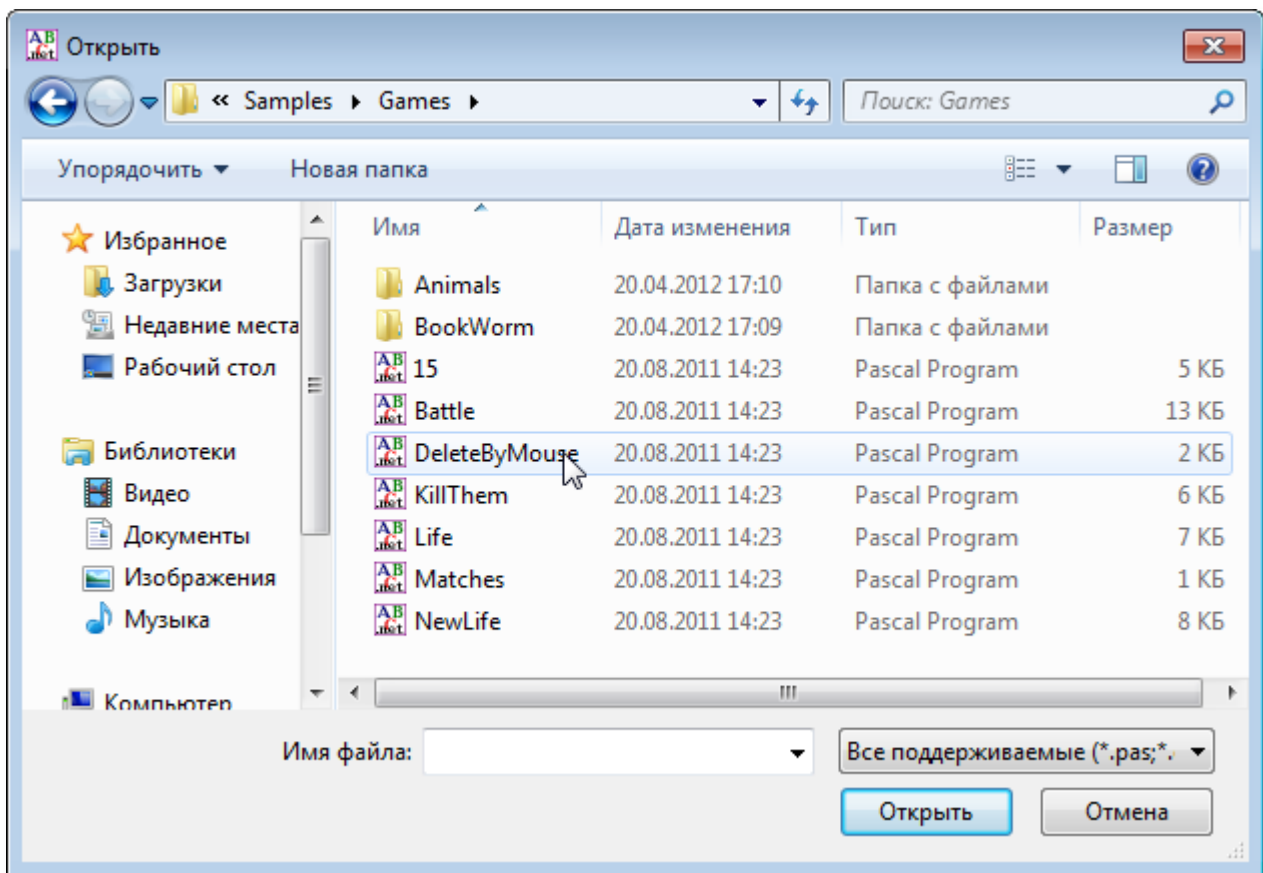 Открыть
« Samples Games Поиск: Games
Упорядочить Новая папка
Имя Дата изменения Тип Размер
Избранное
Загрузки
Недавние места
Рабочий стол
Библиотеки
Видео
Документы
Изображения
Музыка
Компьютер
Animals 20.04.2012 17:10 Папка с файлами
BookWorm 20.04.2012 17:09 Папка с файлами
15 20.08.2011 14:23 Pascal Program 5 КБ
Battle 20.08.2011 14:23 Pascal Program 13 КБ
DeleteByMouse 20.08.2011 14:23 Pascal Program 2 КБ
KillThem 20.08.2011 14:23 Pascal Program 6 КБ
Life 20.08.2011 14:23 Pascal Program 7 КБ
Matches 20.08.2011 14:23 Pascal Program 1 КБ
NewLife 20.08.2011 14:23 Pascal Program 8 КБ
Имя файла: Все поддерживаемые (*.pas;*.
Открыть Отмена